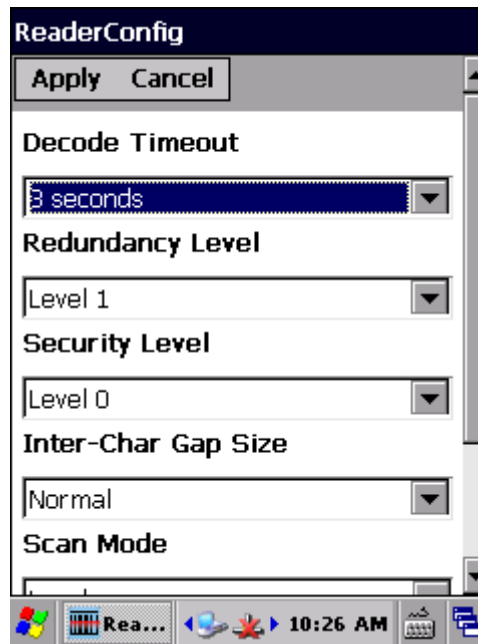 ReaderConfig
Apply Cancel
Decode Timeout
3 seconds
Redundancy Level
Level 1
Security Level
Level 0
Inter-Char Gap Size
Normal
Scan Mode
Rea... 10:26 AM